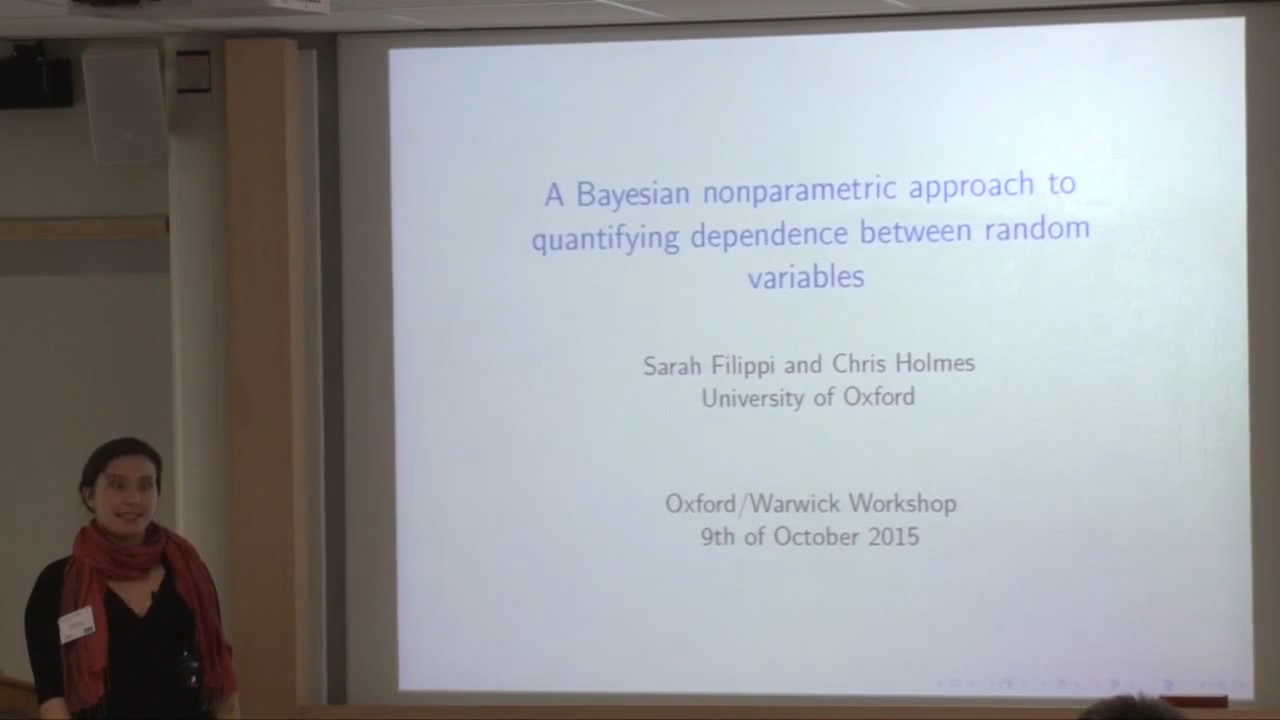 A Bayesian nonparametric approach to
quantifying dependence between random
variables
Sarah Filippi and Chris Holmes
University of Oxford
Oxford/Warwick Workshop
9th of October 2015